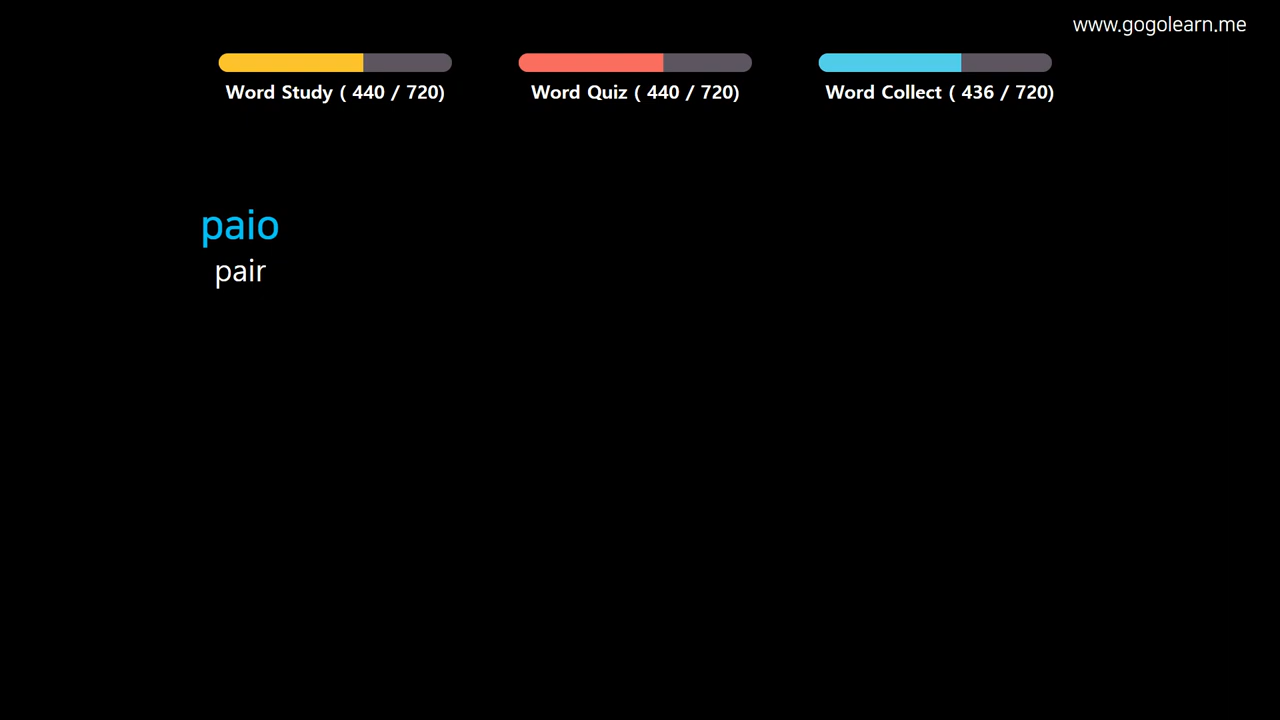 www.gogolearn.me
Word Study ( 440 / 720)
Word Quiz ( 440 / 720)
Word Collect ( 436 / 720)
paio
pair